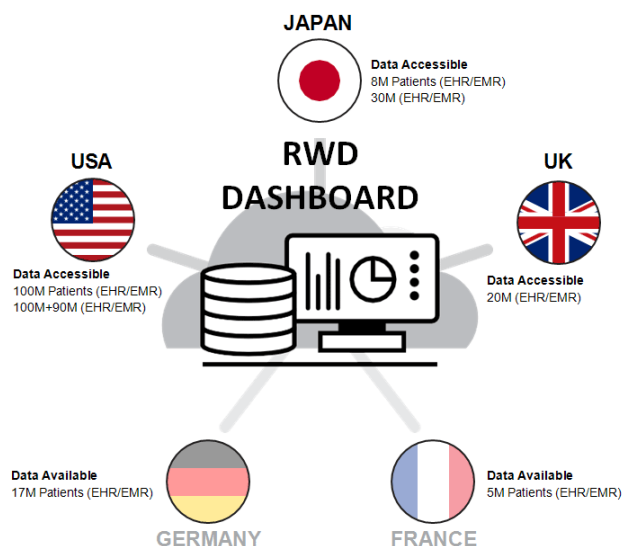 JAPAN
Data Accessible
8M Patients (EHR/EMR)
30M (EHR/EMR)
RWD
DASHBOARD
USA
Data Accessible
100M Patients (EHR/EMR)
100M+90M (EHR/EMR)
UK
Data Accessible
20M (EHR/EMR)
Data Available
17M Patients (EHR/EMR)
GERMANY
Data Available
5M Patients (EHR/EMR)
FRANCE